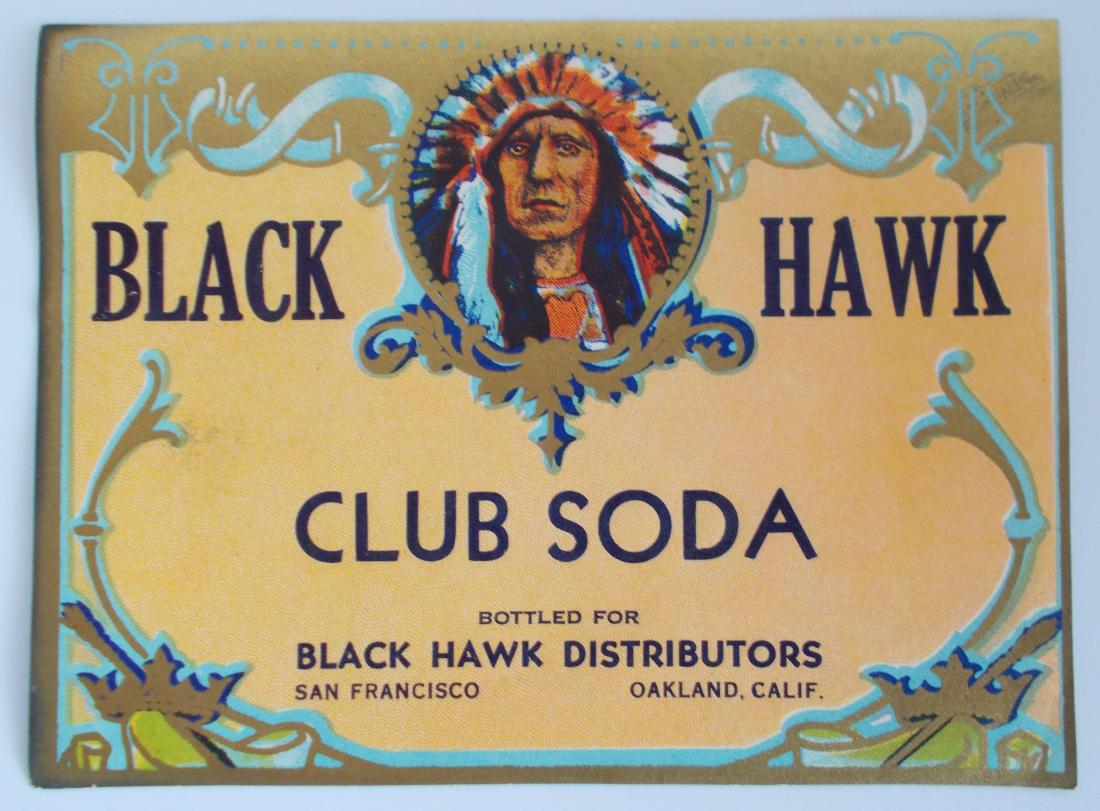 BLACK HAWK
CLUB SODA
BOTTLED FOR
BLACK HAWK DISTRIBUTORS
SAN FRANCISCO OAKLAND, CALIF.